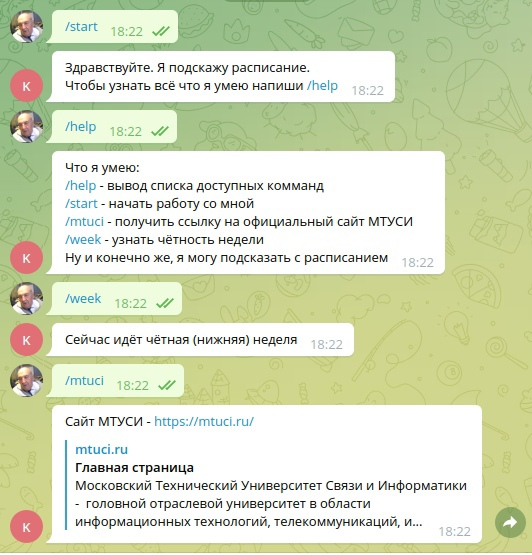 /start 18:22
Здравствуйте. Я подскажу расписание.
Чтобы узнать всё что я умею напиши /help 18:22
К
/help 18:22
Что я умею:
/help - вывод списка доступных комманд
/start - начать работу со мной
/mtuci - получить ссылку на официальный сайт МТУСИ
/week - узнать чётность недели
Ну и конечно же, я могу подсказать с расписанием 18:22
К
/week 18:22
Сейчас идёт чётная (нижняя) неделя 18:22
К
/mtuci 18:22
Сайт МТУСИ - https://mtuci.ru/
mtuci.ru
Главная страница
Московский Технический Университет Связи и Информатики
- головной отраслевой университет в области
информационных технологий, телекоммуникаций, и...
К 18:22